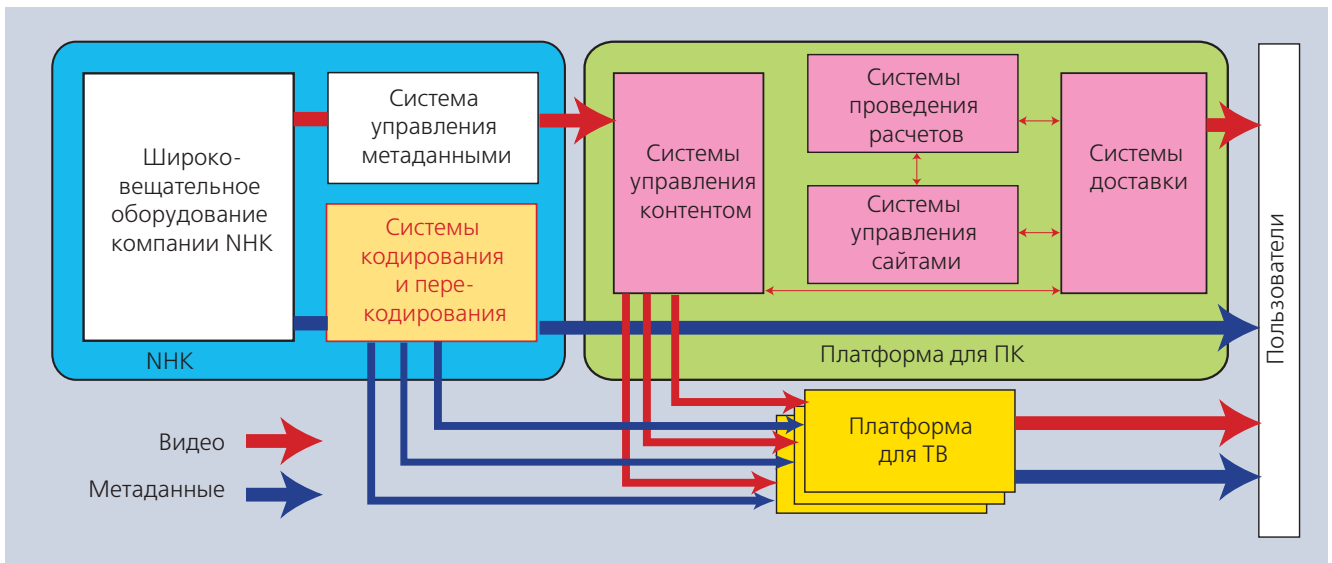 Широко-
вещательное
оборудование
компании NHK
Система
управления
метаданными
Системы
кодирования
и пере-
кодирования
NHK
Системы
управления
контентом
Системы
проведения
расчетов
Системы
управления
сайтами
Системы
доставки
Платформа для ПК
Платформа
для ТВ
Пользователи
Видео
Метаданные